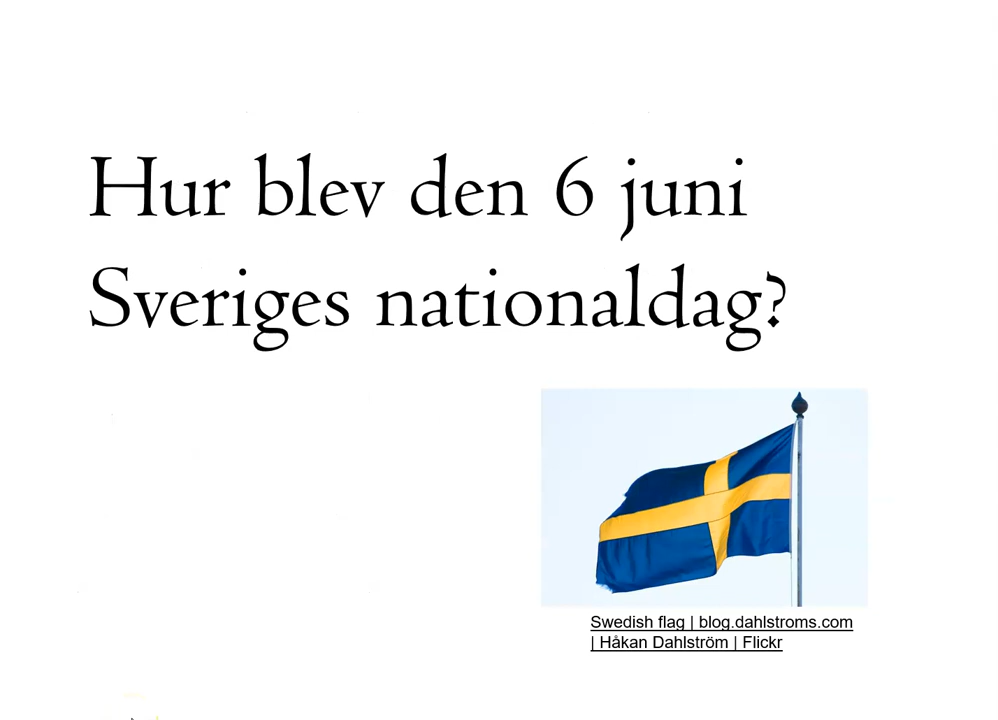 Hur blev den 6 juni
Sveriges nationaldag?
Swedish flag | blog.dahlstroms.com
| Håkan Dahlström | Flickr